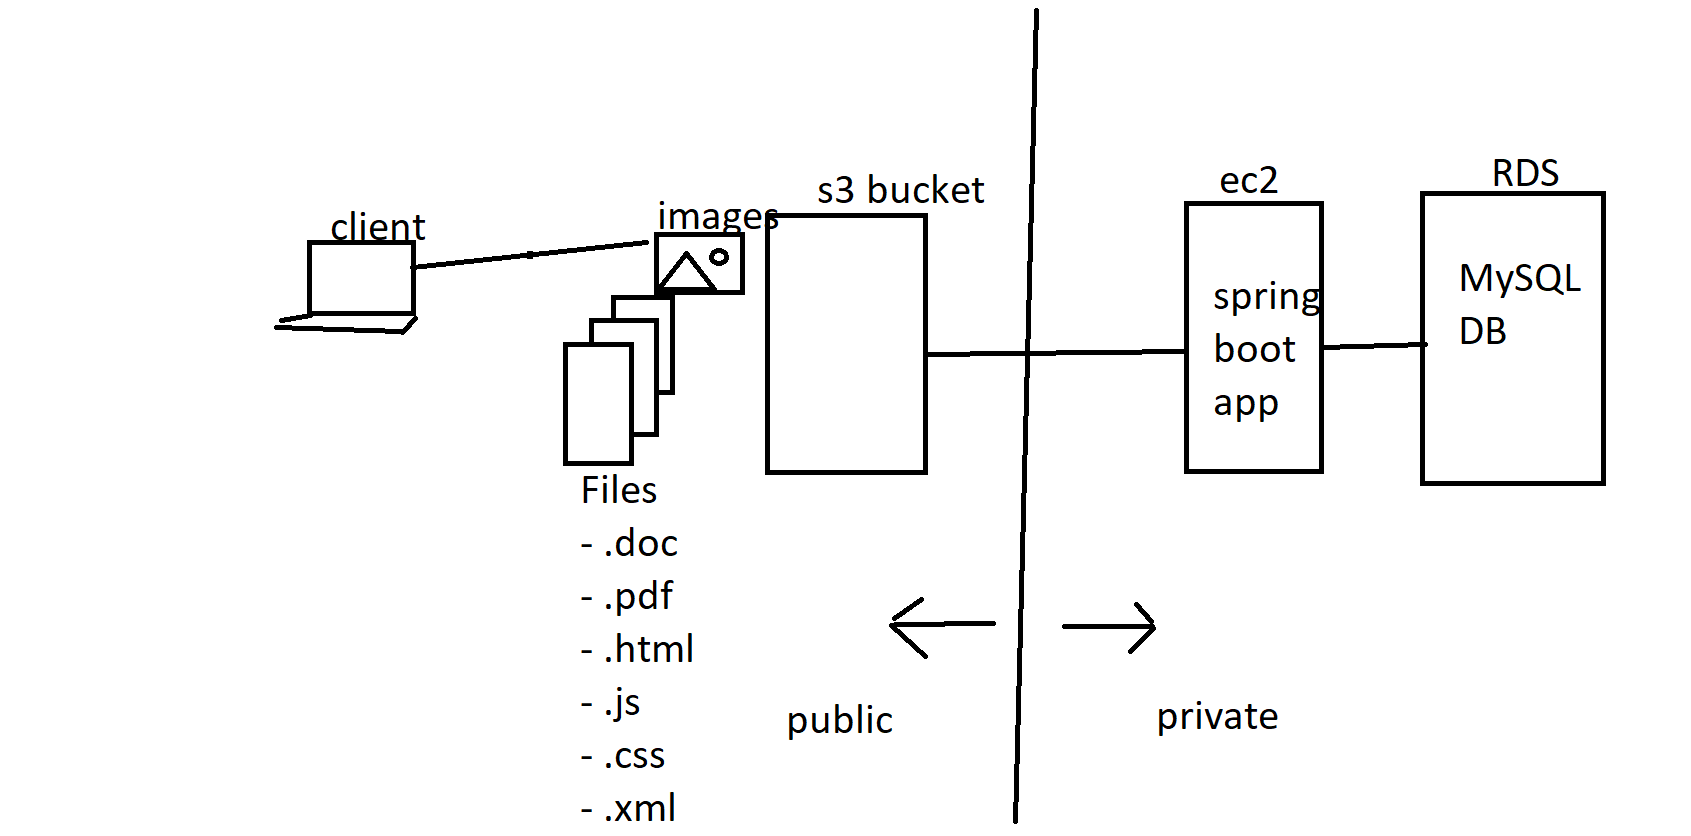 client
images
s3 bucket
ec2
RDS
spring
boot
app
MySQL
DB
Files
- .doc
- .pdf
- .html
- .js
- .css
- .xml
public
private